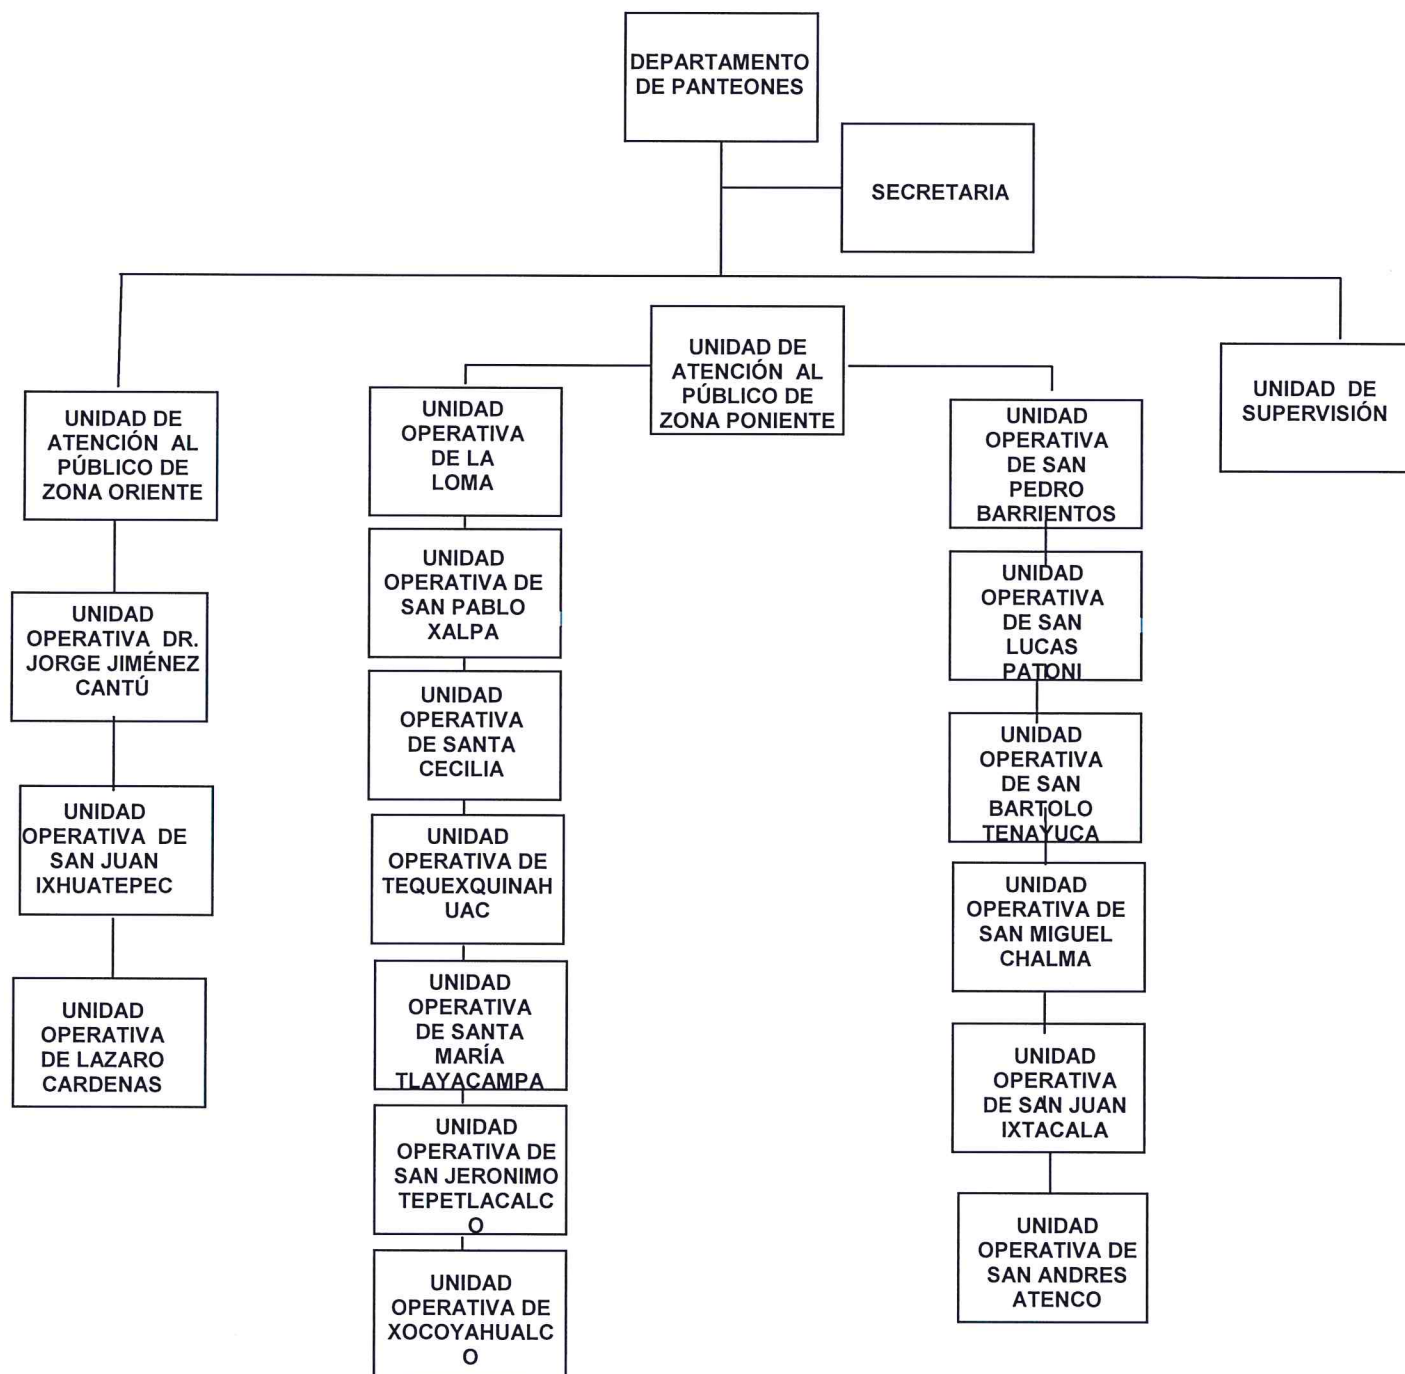 DEPARTAMENTO
DE PANTEONES
SECRETARIA
UNIDAD DE
ATENCIÓN AL
PÚBLICO DE
ZONA PONIENTE
UNIDAD DE
SUPERVISIÓN
UNIDAD DE
ATENCIÓN AL
PÚBLICO DE
ZONA ORIENTE
UNIDAD
OPERATIVA DR.
JORGE JIMÉNEZ
CANTÚ
UNIDAD
OPERATIVA DE
SAN JUAN
IXHUATEPEC
UNIDAD
OPERATIVA
DE LAZARO
CARDENAS
UNIDAD
OPERATIVA
DE LA
LOMA
UNIDAD
OPERATIVA DE
SAN PABLO
XALPA
UNIDAD
OPERATIVA
DE SANTA
CECILIA
UNIDAD
OPERATIVA DE
TEQUEXQUINAH
UAC
UNIDAD
OPERATIVA
DE SANTA
MARÍA
TLAYACAMPA
UNIDAD
OPERATIVA DE
SAN JERONIMO
TEPETLACALC
O
UNIDAD
OPERATIVA DE
XOCOYAHUALC
O
UNIDAD
OPERATIVA
DE SAN
PEDRO
BARRIENTOS
UNIDAD
OPERATIVA
DE SAN
LUCAS
PATONI
UNIDAD
OPERATIVA
DE SAN
BARTOLO
TENAYUCA
UNIDAD
OPERATIVA DE
SAN MIGUEL
CHALMA
UNIDAD
OPERATIVA
DE SAN JUAN
IXTACALA
UNIDAD
OPERATIVA DE
SAN ANDRES
ATENCO